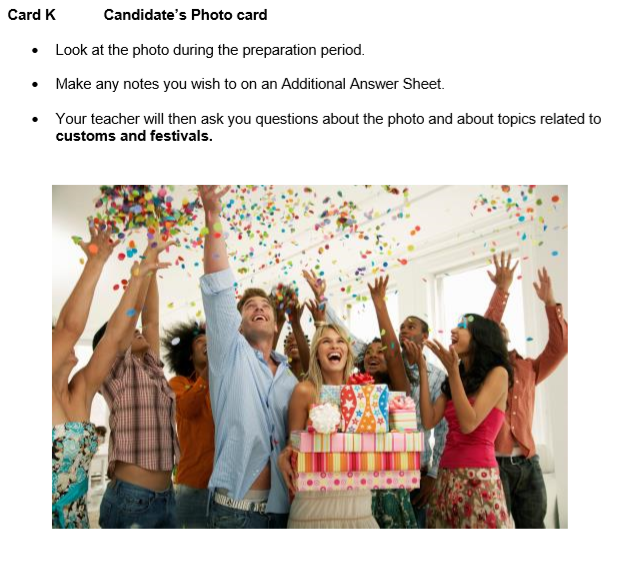 Card K Candidate's Photo card
• Look at the photo during the preparation period.
• Make any notes you wish to on an Additional Answer Sheet.
• Your teacher will then ask you questions about the photo and about topics related to
customs and festivals.